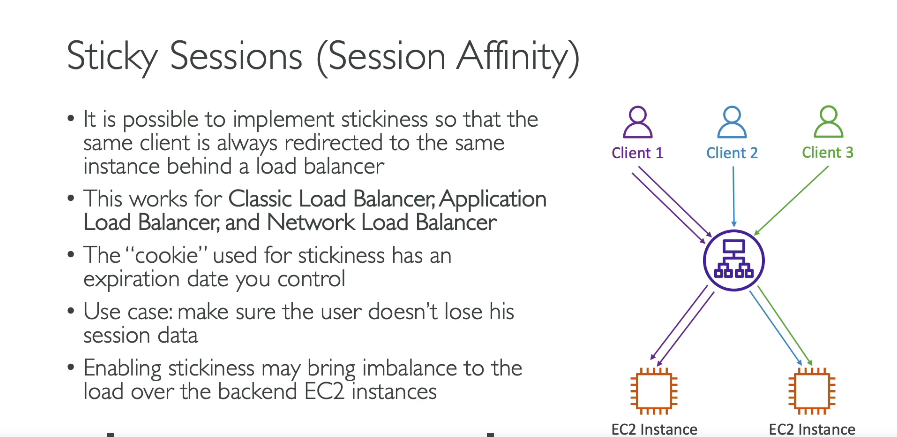 Sticky Sessions (Session Affinity)
• It is possible to implement stickiness so that the
same client is always redirected to the same
instance behind a load balancer
• This works for Classic Load Balancer, Application
Load Balancer, and Network Load Balancer
• The “cookie” used for stickiness has an
expiration date you control
• Use case: make sure the user doesn’t lose his
session data
• Enabling stickiness may bring imbalance to the
load over the backend EC2 instances
Client 1
Client 2
Client 3
EC2 Instance
EC2 Instance